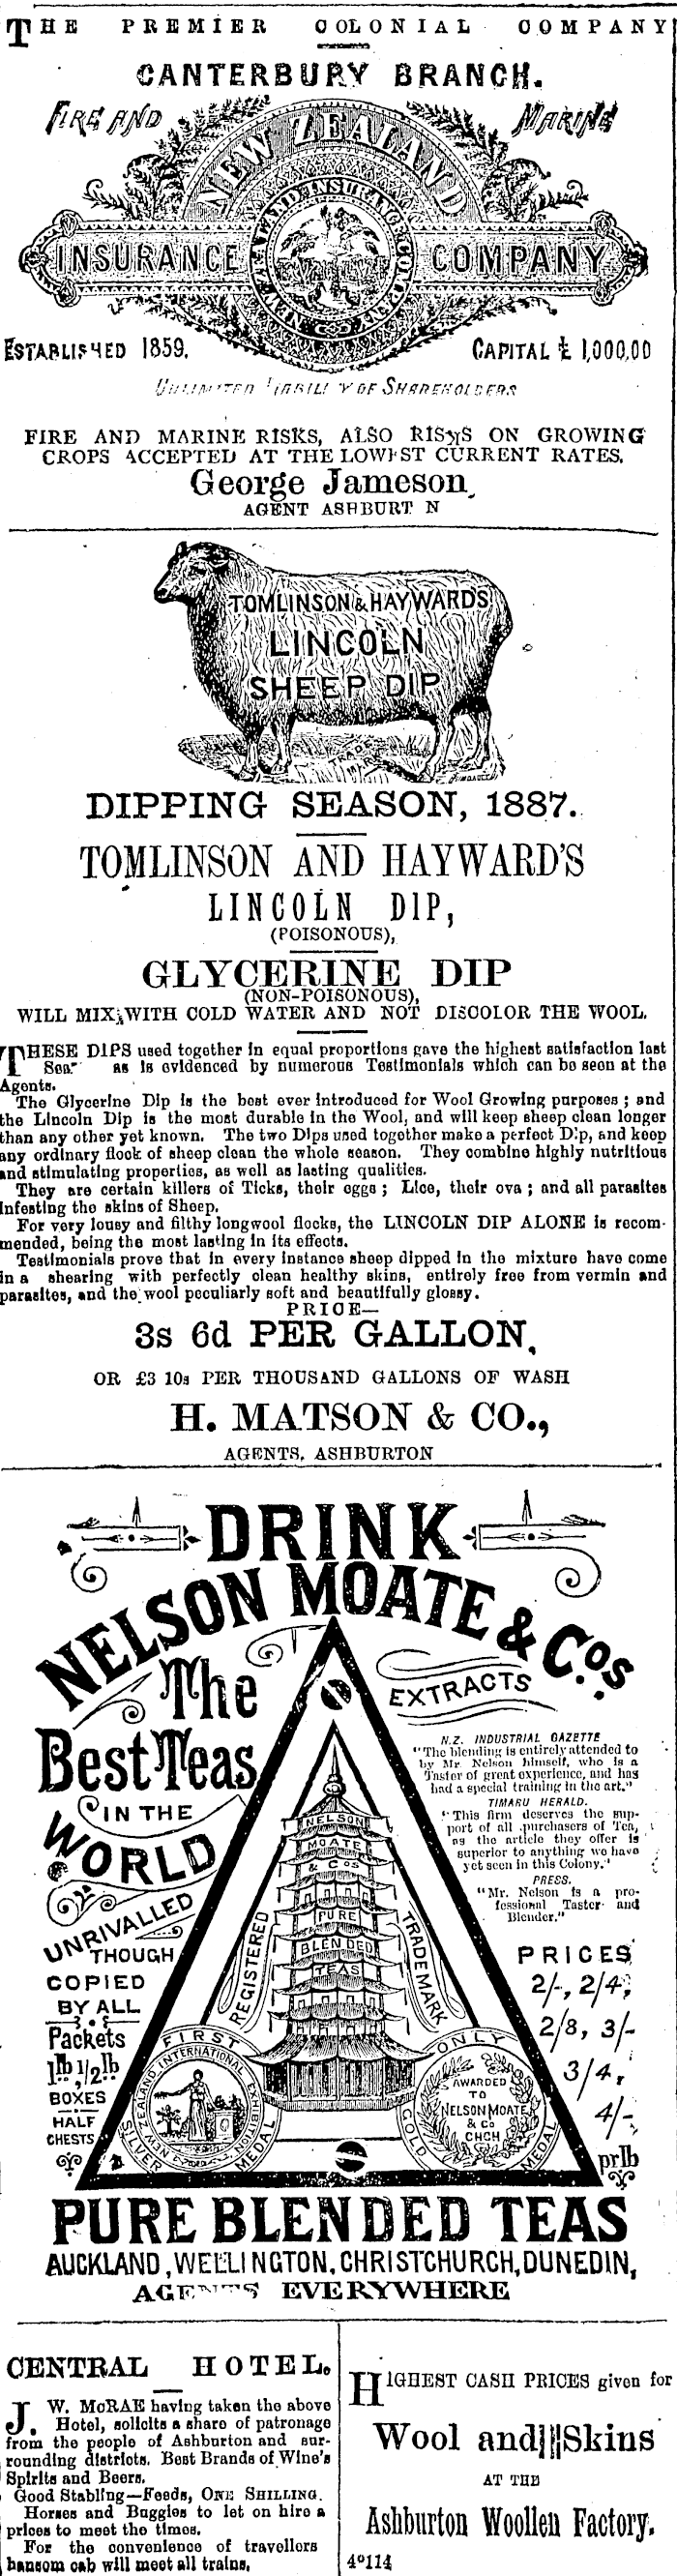 THE PREMIER COLONIAL COMPANY
CANTERBURY BRANCH.
FIRE AND MARINE
NEW ZEALAND
INSURANCE COMPANY
ESTABLISHED 1859. CAPITAL £ 1,000,00
UNLIMITED LIABILITY OF SHAREHOLDERS
FIRE AND MARINE RISKS, ALSO RISKS ON GROWING
CROPS ACCEPTED AT THE LOWEST CURRENT RATES.
George Jameson,
AGENT ASHBURT N
TOMLINSON & HAYWARDS
LINCOLN
SHEEP DIP
TRADE
MARK
DIPPING SEASON, 1887.
TOMLINSON AND HAYWARD'S
LINCOLN DIP,
(POISONOUS),
GLYCERINE DIP
(NON-POISONOUS),
WILL MIX WITH COLD WATER AND NOT DISCOLOR THE WOOL.
THESE DIPS used together in equal proportions gave the highest satisfaction last
Sea as is evidenced by numerous Testimonials which can be seen at the
Agents.
The Glycerine Dip is the best ever introduced for Wool Growing purposes ; and
the Lincoln Dip is the most durable in the Wool, and will keep sheep clean longer
than any other yet known. The two Dips used together make a perfect Dip, and keep
any ordinary flock of sheep clean the whole season. They combine highly nutritious
and stimulating properties, as well as lasting qualities.
They are certain killers of Ticks, their eggs ; Lice, their ova ; and all parasites
infesting the skins of Sheep.
For very lousy and filthy longwool flocks, the LINCOLN DIP ALONE is recom-
mended, being the most lasting in its effects.
Testimonials prove that in every instance sheep dipped in the mixture have come
in a shearing with perfectly clean healthy skins, entirely free from vermin and
parasites, and the wool peculiarly soft and beautifully glossy.
PRICE—
3s 6d PER GALLON,
OR £3 10s PER THOUSAND GALLONS OF WASH
H. MATSON & CO.,
AGENTS, ASHBURTON
DRINK
NELSON MOATE & Cos.
The
Best Teas
IN THE
WORLD
UNRIVALLED
THOUGH
COPIED
BY ALL
Packets
1lb 1/2lb
BOXES
HALF
CHESTS
EXTRACTS
N.Z. INDUSTRIAL GAZETTE
"The blending is entirely attended to
by Mr Nelson himself, who is a
Taster of great experience, and has
had a special training in the art."
TIMARU HERALD.
"This firm deserves the sup-
port of all purchasers of Tea,
as the article they offer is
superior to anything we have
yet seen in this Colony."
PRESS.
"Mr. Nelson is a pro-
fessional Taster and
Blender."
PRICES
2/-, 2/4,
2/8, 3/-
3/4,
4/-
pr lb
NELSON
MOATE
& Cos
PURE
BLENDED
TEAS
REGISTERED
TRADE MARK
FIRST
SILVER MEDAL
NEW ZEALAND INTERNATIONAL EXHIBITION
ONLY
GOLD MEDAL
AWARDED
TO
NELSON MOATE
& Co
CHCH
PURE BLENDED TEAS
AUCKLAND, WELLINGTON, CHRISTCHURCH, DUNEDIN,
AGENTS EVERYWHERE
CENTRAL HOTEL.
J. W. McRAE having taken the above
Hotel, solicits a share of patronage
from the people of Ashburton and sur-
rounding districts. Best Brands of Wine's
Spirits and Beers.
Good Stabling—Feeds, ONE SHILLING.
Horses and Buggies to let on hire a
prices to meet the times.
For the convenience of travellers
hansom cab will meet all trains,
HIGHEST CASH PRICES given for
Wool and Skins
AT THE
Ashburton Woollen Factory.
4o114